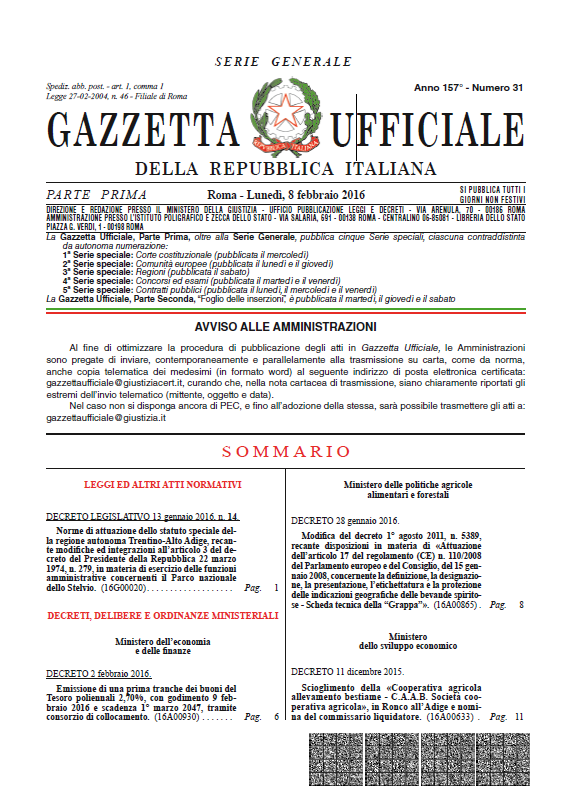 SERIE GENERALE
Spediz. abb. post. - art. 1, comma 1
Legge 27-02-2004, n. 46 - Filiale di Roma
Anno 157° - Numero 31
GAZZETTA UFFICIALE
REPUBBLICA ITALIANA
DELLA REPUBBLICA ITALIANA
PARTE PRIMA
Roma - Lunedì, 8 febbraio 2016
SI PUBBLICA TUTTI I
GIORNI NON FESTIVI
DIREZIONE E REDAZIONE PRESSO IL MINISTERO DELLA GIUSTIZIA - UFFICIO PUBBLICAZIONE LEGGI E DECRETI - VIA ARENULA, 70 - 00186 ROMA
AMMINISTRAZIONE PRESSO L'ISTITUTO POLIGRAFICO E ZECCA DELLO STATO - VIA SALARIA, 691 - 00138 ROMA - CENTRALINO 06-85081 - LIBRERIA DELLO STATO
PIAZZA G. VERDI, 1 - 00198 ROMA
La Gazzetta Ufficiale, Parte Prima, oltre alla Serie Generale, pubblica cinque Serie speciali, ciascuna contraddistinta
da autonoma numerazione:
1ª Serie speciale: Corte costituzionale (pubblicata il mercoledì)
2ª Serie speciale: Comunità europee (pubblicata il lunedì e il giovedì)
3ª Serie speciale: Regioni (pubblicata il sabato)
4ª Serie speciale: Concorsi ed esami (pubblicata il martedì e il venerdì)
5ª Serie speciale: Contratti pubblici (pubblicata il lunedì, il mercoledì e il venerdì)
La Gazzetta Ufficiale, Parte Seconda, "Foglio delle inserzioni", è pubblicata il martedì, il giovedì e il sabato
AVVISO ALLE AMMINISTRAZIONI
Al fine di ottimizzare la procedura di pubblicazione degli atti in Gazzetta Ufficiale, le Amministrazioni
sono pregate di inviare, contemporaneamente e parallelamente alla trasmissione su carta, come da norma,
anche copia telematica dei medesimi (in formato word) al seguente indirizzo di posta elettronica certificata:
gazzettaufficiale@giustiziacert.it, curando che, nella nota cartacea di trasmissione, siano chiaramente riportati gli
estremi dell'invio telematico (mittente, oggetto e data).
Nel caso non si disponga ancora di PEC, e fino all'adozione della stessa, sarà possibile trasmettere gli atti a:
gazzettaufficiale@giustizia.it
SOMMARIO
LEGGI ED ALTRI ATTI NORMATIVI
DECRETO LEGISLATIVO 13 gennaio 2016, n. 14.
Norme di attuazione dello statuto speciale del-
la regione autonoma Trentino-Alto Adige, recan-
te modifiche ed integrazioni all'articolo 3 del de-
creto del Presidente della Repubblica 22 marzo
1974, n. 279, in materia di esercizio delle funzioni
amministrative concernenti il Parco nazionale
dello Stelvio. (16G00020) . . . . . . . . . . . . . . . . . . . Pag. 1
DECRETI, DELIBERE E ORDINANZE MINISTERIALI
Ministero dell'economia
e delle finanze
DECRETO 2 febbraio 2016.
Emissione di una prima tranche dei buoni del
Tesoro poliennali 2,70%, con godimento 9 feb-
braio 2016 e scadenza 1° marzo 2047, tramite
consorzio di collocamento. (16A00930) . . . . . . . Pag. 6
Ministero delle politiche agricole
alimentari e forestali
DECRETO 28 gennaio 2016.
Modifica del decreto 1° agosto 2011, n. 5389,
recante disposizioni in materia di «Attuazione
dell'articolo 17 del regolamento (CE) n. 110/2008
del Parlamento europeo e del Consiglio, del 15 gen-
naio 2008, concernente la definizione, la designazio-
ne, la presentazione, l'etichettatura e la protezione
delle indicazioni geografiche delle bevande spirito-
se - Scheda tecnica della "Grappa"». (16A00865) . Pag. 8
Ministero
dello sviluppo economico
DECRETO 11 dicembre 2015.
Scioglimento della «Cooperativa agricola
allevamento bestiame - C.A.A.B. Società coo-
perativa agricola», in Ronco all'Adige e nomi-
na del commissario liquidatore. (16A00633) . Pag. 11